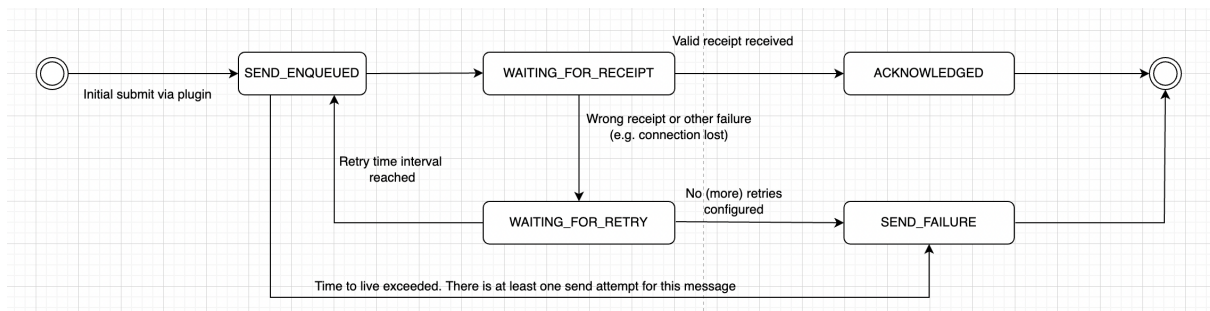 Valid receipt received
SEND_ENQUEUED
WAITING_FOR_RECEIPT
ACKNOWLEDGED
Initial submit via plugin
Wrong receipt or other failure
(e.g. connection lost)
Retry time interval
reached
No (more) retries
configured
WAITING_FOR_RETRY
SEND_FAILURE
Time to live exceeded. There is at least one send attempt for this message